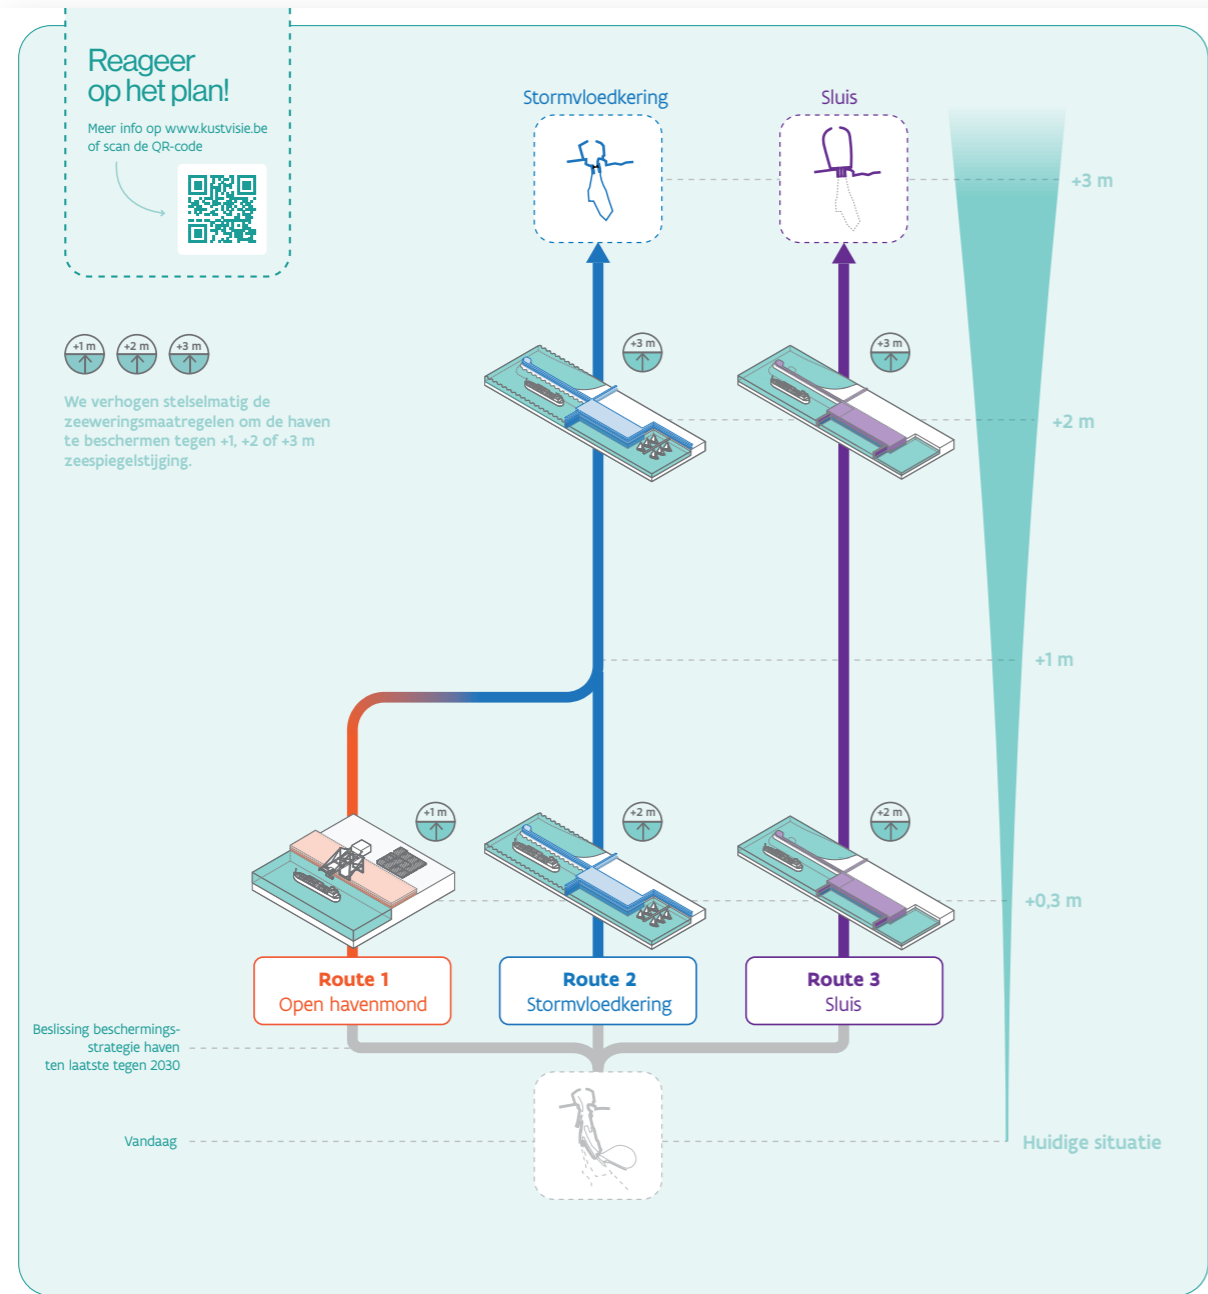 Reageer
op het plan!
Meer info op www.kustvisie.be
of scan de QR-code
Stormvloedkering
Sluis
+3 m
+1 m
+2 m
+3 m
+3 m
+3 m
We verhogen stelselmatig de
zeeweringsmaatregelen om de haven
te beschermen tegen +1, +2 of +3 m
zeespiegelstijging.
+2 m
+1 m
+1 m
+2 m
+2 m
+0,3 m
Route 1
Open havenmond
Route 2
Stormvloedkering
Route 3
Sluis
Beslissing beschermings-
strategie haven
ten laatste tegen 2030
Vandaag
Huidige situatie